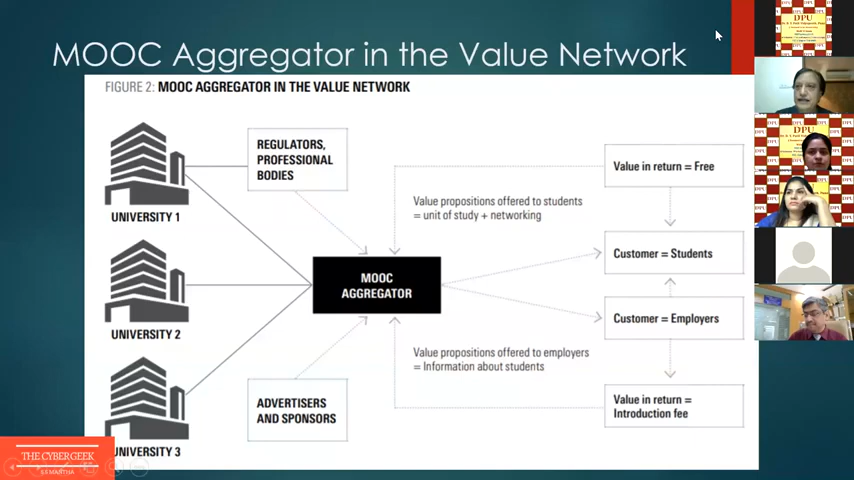 MOOC Aggregator in the Value Network
FIGURE 2: MOOC AGGREGATOR IN THE VALUE NETWORK
UNIVERSITY 1
UNIVERSITY 2
UNIVERSITY 3
REGULATORS,
PROFESSIONAL
BODIES
MOOC
AGGREGATOR
ADVERTISERS
AND SPONSORS
Value propositions offered to students
= unit of study + networking
Value propositions offered to employers
= Information about students
Value in return = Free
Customer = Students
Customer = Employers
Value in return =
Introduction fee
THE CYBERGEEK
DPU
DPU
DPU